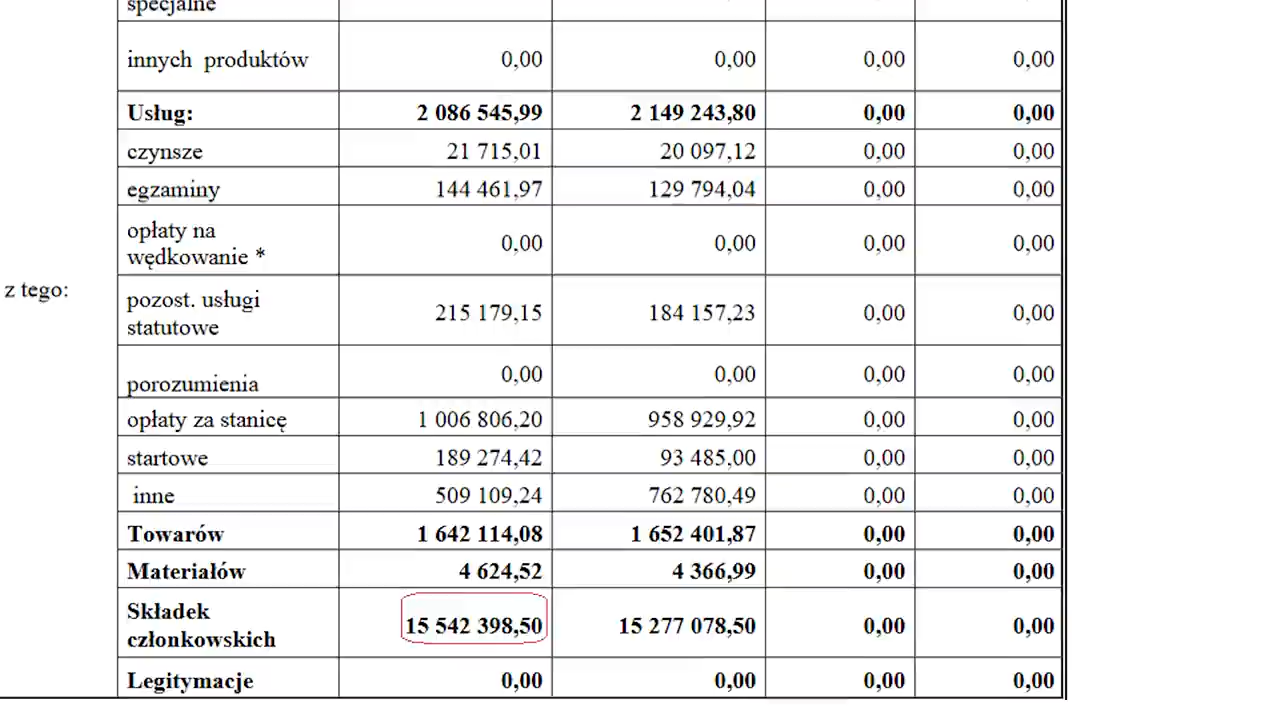 specjalne
innych produktów 0,00 0,00 0,00 0,00
Usług: 2 086 545,99 2 149 243,80 0,00 0,00
czynsze 21 715,01 20 097,12 0,00 0,00
egzaminy 144 461,97 129 794,04 0,00 0,00
opłaty na
wędkowanie * 0,00 0,00 0,00 0,00
z tego:
pozost. usługi
statutowe 215 179,15 184 157,23 0,00 0,00
porozumienia 0,00 0,00 0,00 0,00
opłaty za stanicę 1 006 806,20 958 929,92 0,00 0,00
startowe 189 274,42 93 485,00 0,00 0,00
inne 509 109,24 762 780,49 0,00 0,00
Towarów 1 642 114,08 1 652 401,87 0,00 0,00
Materiałów 4 624,52 4 366,99 0,00 0,00
Składek
członkowskich 15 542 398,50 15 277 078,50 0,00 0,00
Legitymacje 0,00 0,00 0,00 0,00